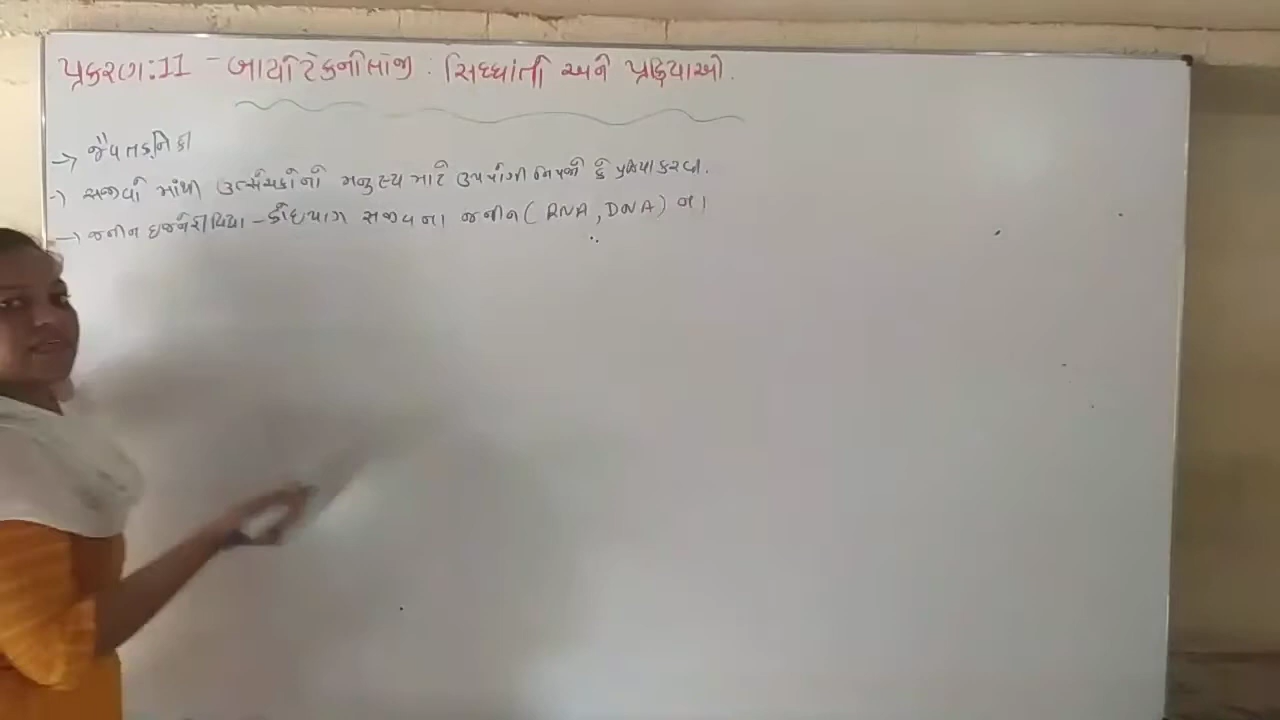 પ્રકરણ:11 - બાયોટેકનોલોજી : સિધ્ધાંતો અને પ્રક્રિયાઓ.
→ જૈવ તકનિકી
→ સજીવો માંથી ઉત્સેચકોનો મનુષ્ય માટે ઉપયોગી નિપજો કે પ્રક્રિયા કરવી.
→ જનીન ઇજનેરીવિદ્યા - કોઇપણ સજીવના જનીન (RNA, DNA) ના